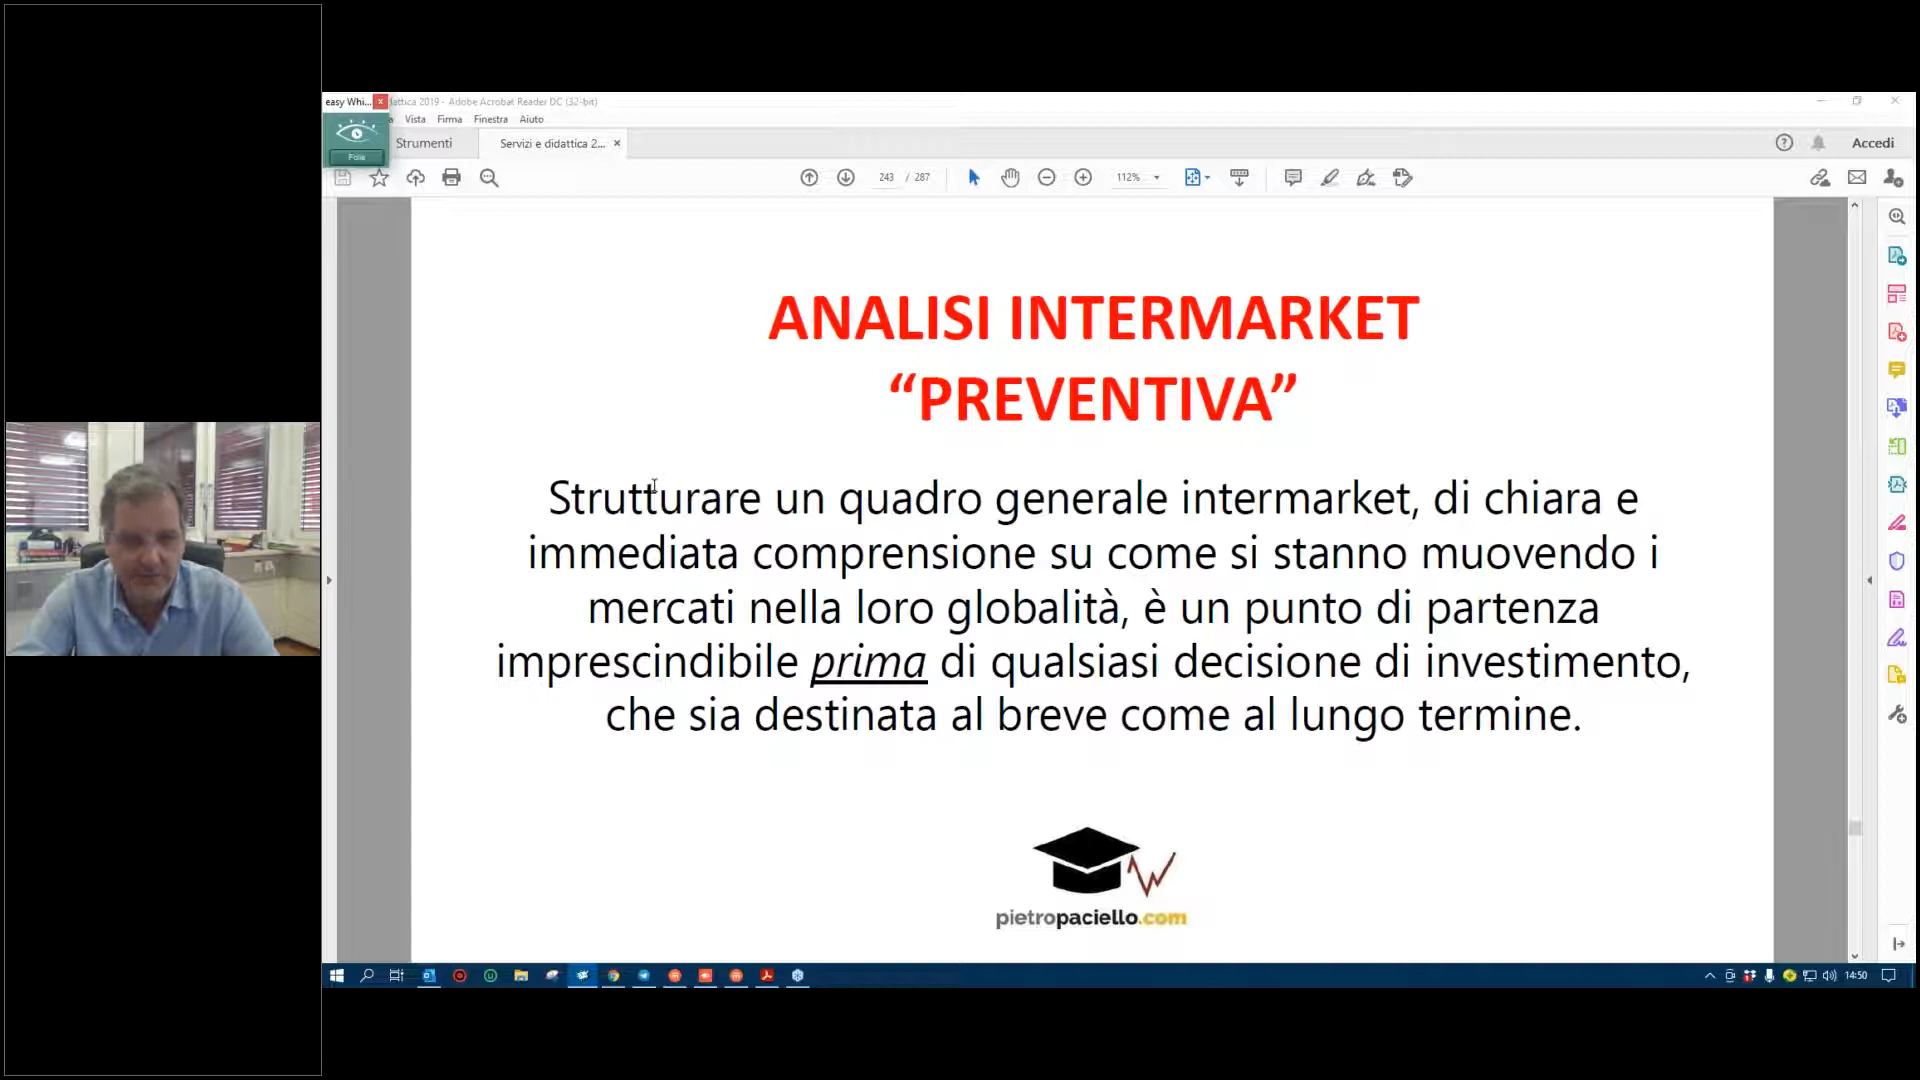 easy Whi...
attica 2019 - Adobe Acrobat Reader DC (32-bit)
Vista Firma Finestra Aiuto
Strumenti
Servizi e didattica 2...
Accedi
Folie
243 / 287
112%
ANALISI INTERMARKET
“PREVENTIVA”
Strutturare un quadro generale intermarket, di chiara e
immediata comprensione su come si stanno muovendo i
mercati nella loro globalità, è un punto di partenza
imprescindibile prima di qualsiasi decisione di investimento,
che sia destinata al breve come al lungo termine.
pietropaciello.com
14:50